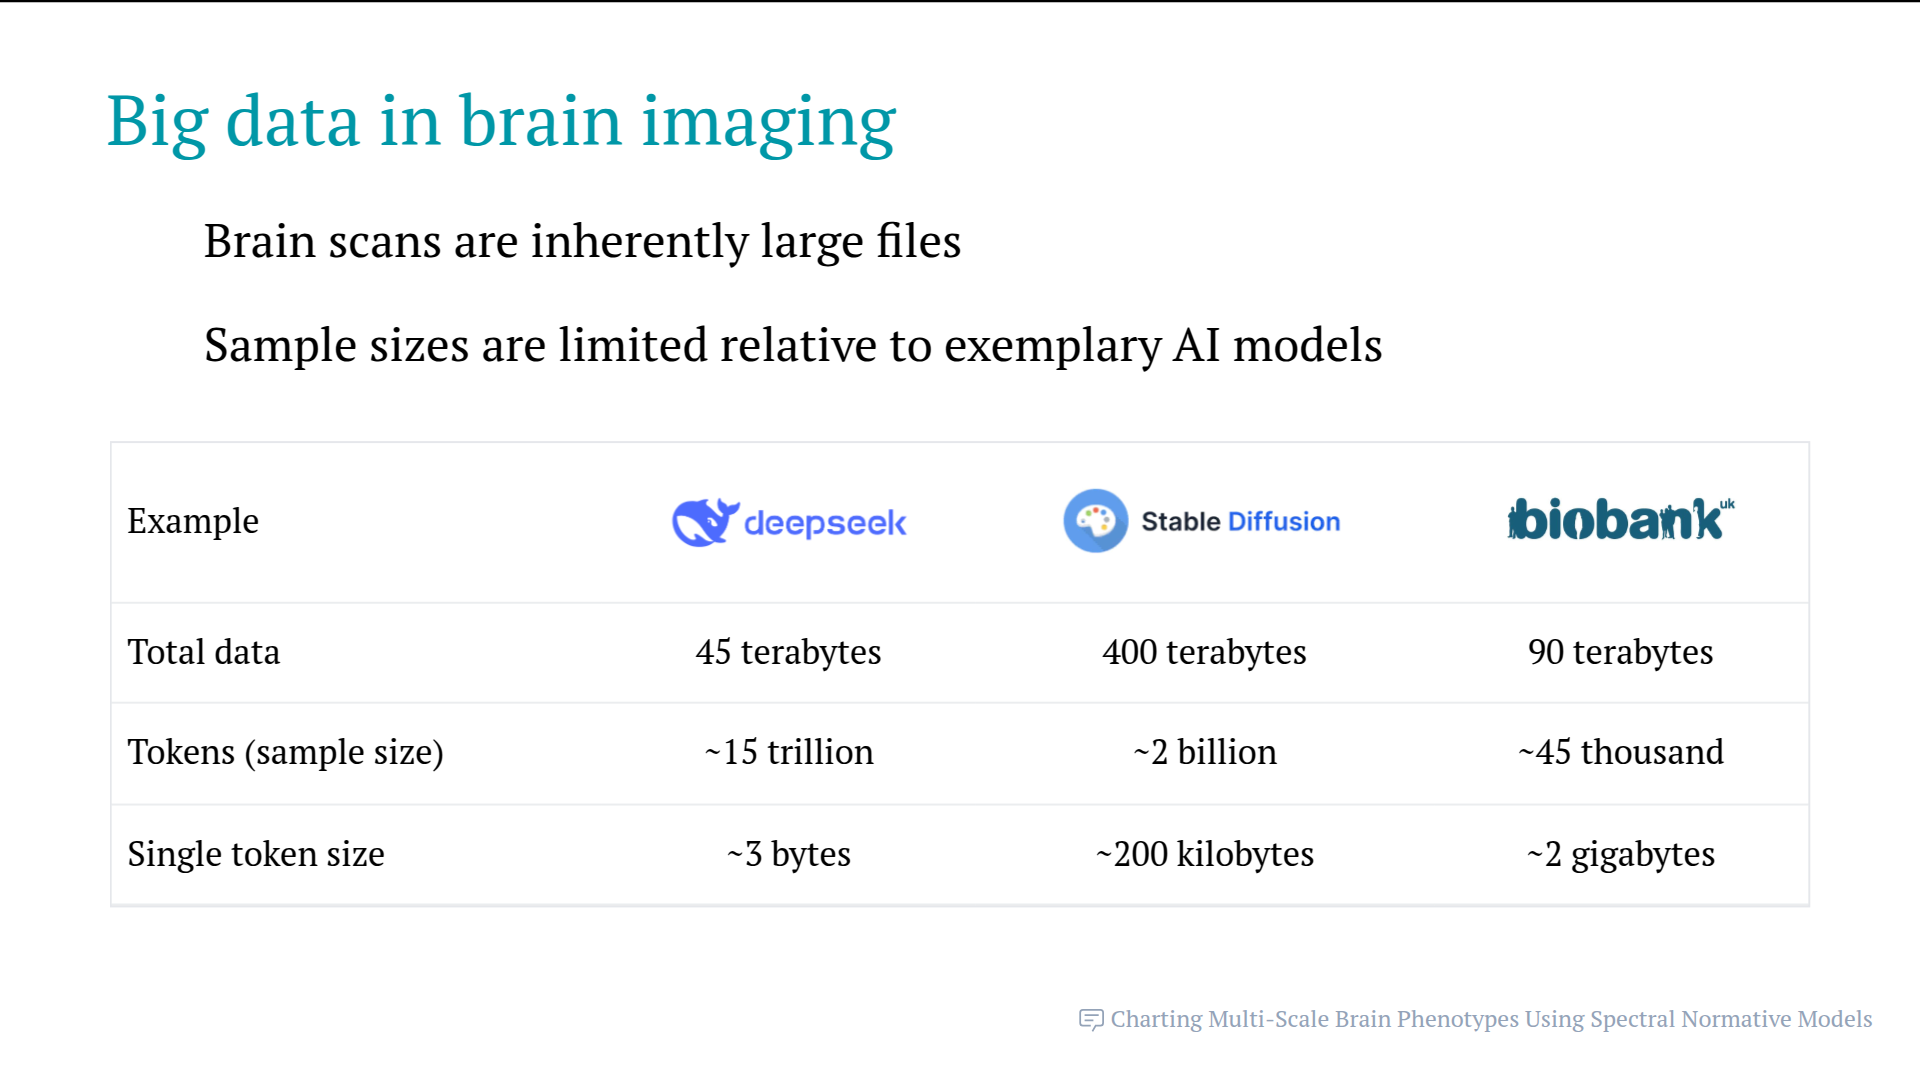 Big data in brain imaging
Brain scans are inherently large files
Sample sizes are limited relative to exemplary AI models
Example deepseek Stable Diffusion biobank uk
Total data 45 terabytes 400 terabytes 90 terabytes
Tokens (sample size) ~15 trillion ~2 billion ~45 thousand
Single token size ~3 bytes ~200 kilobytes ~2 gigabytes
Charting Multi-Scale Brain Phenotypes Using Spectral Normative Models